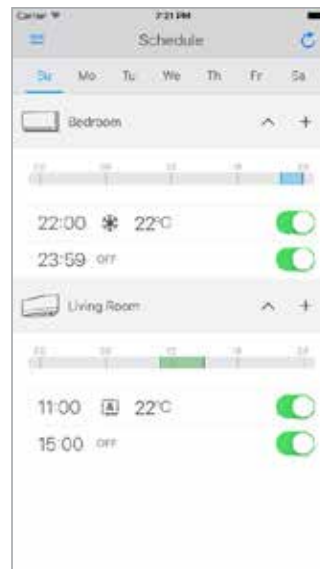 Carrier 7:21 PM
Schedule
Su Mo Tu We Th Fr Sa
Bedroom
22:00 22°C
23:59 OFF
Living Room
12
11:00 A 22°C
15:00 OFF